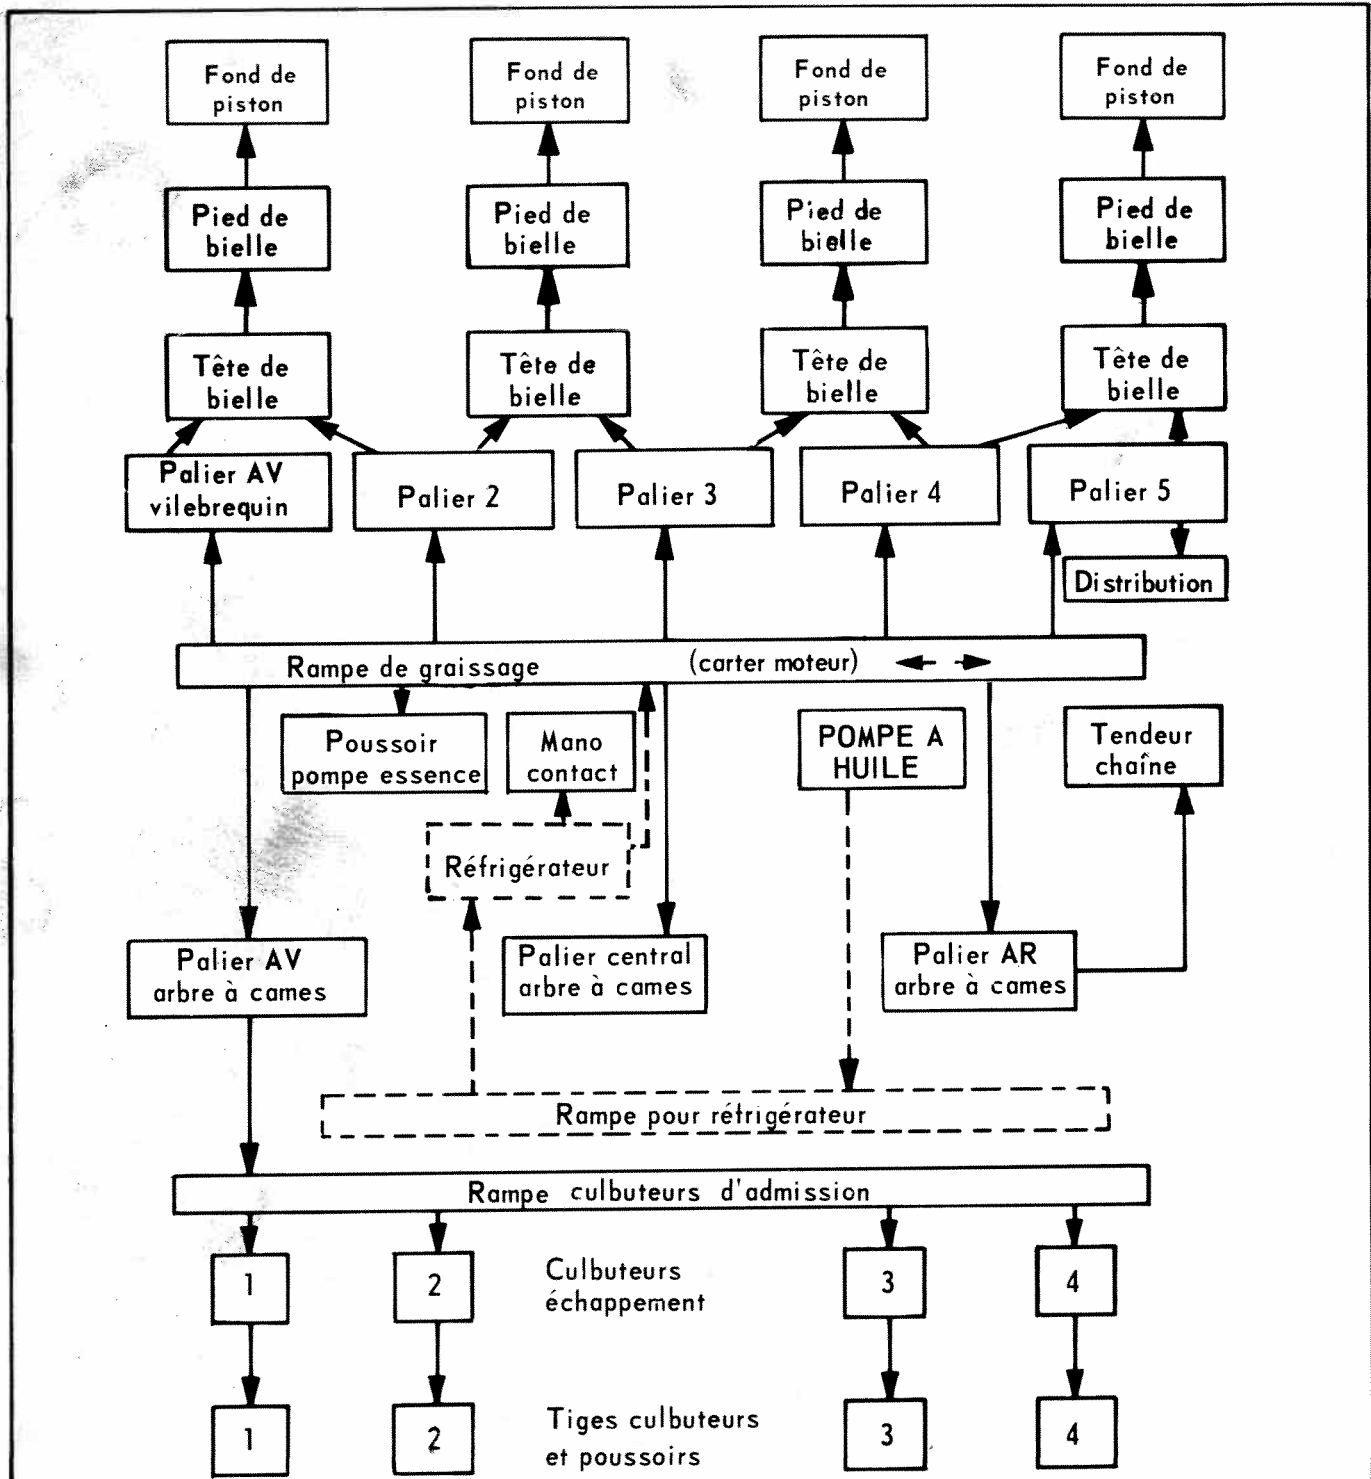 Fond de
piston
Fond de
piston
Fond de
piston
Fond de
piston
Pied de
bielle
Pied de
bielle
Pied de
bielle
Pied de
bielle
Tête de
bielle
Tête de
bielle
Tête de
bielle
Tête de
bielle
Palier AV
vilebrequin
Palier 2
Palier 3
Palier 4
Palier 5
Distribution
Rampe de graissage (carter moteur)
Poussoir
pompe essence
Mano
contact
POMPE A
HUILE
Tendeur
chaîne
Réfrigérateur
Palier AV
arbre à cames
Palier central
arbre à cames
Palier AR
arbre à cames
Rampe pour réfrigérateur
Rampe culbuteurs d'admission
1
2
Culbuteurs
échappement
3
4
1
2
Tiges culbuteurs
et poussoirs
3
4